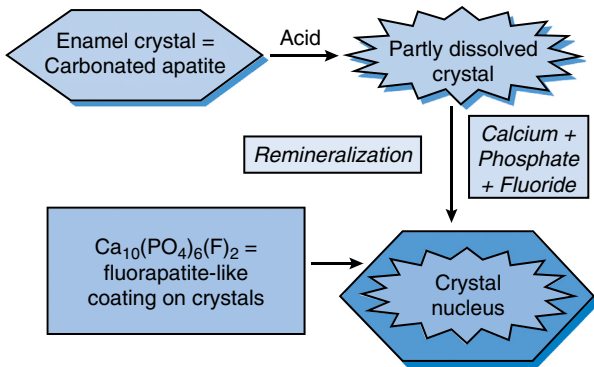 Enamel crystal =
Carbonated apatite
Acid
Partly dissolved
crystal
Remineralization
Calcium +
Phosphate
+ Fluoride
Ca₁₀(PO₄)₆(F)₂ =
fluorapatite-like
coating on crystals
Crystal
nucleus